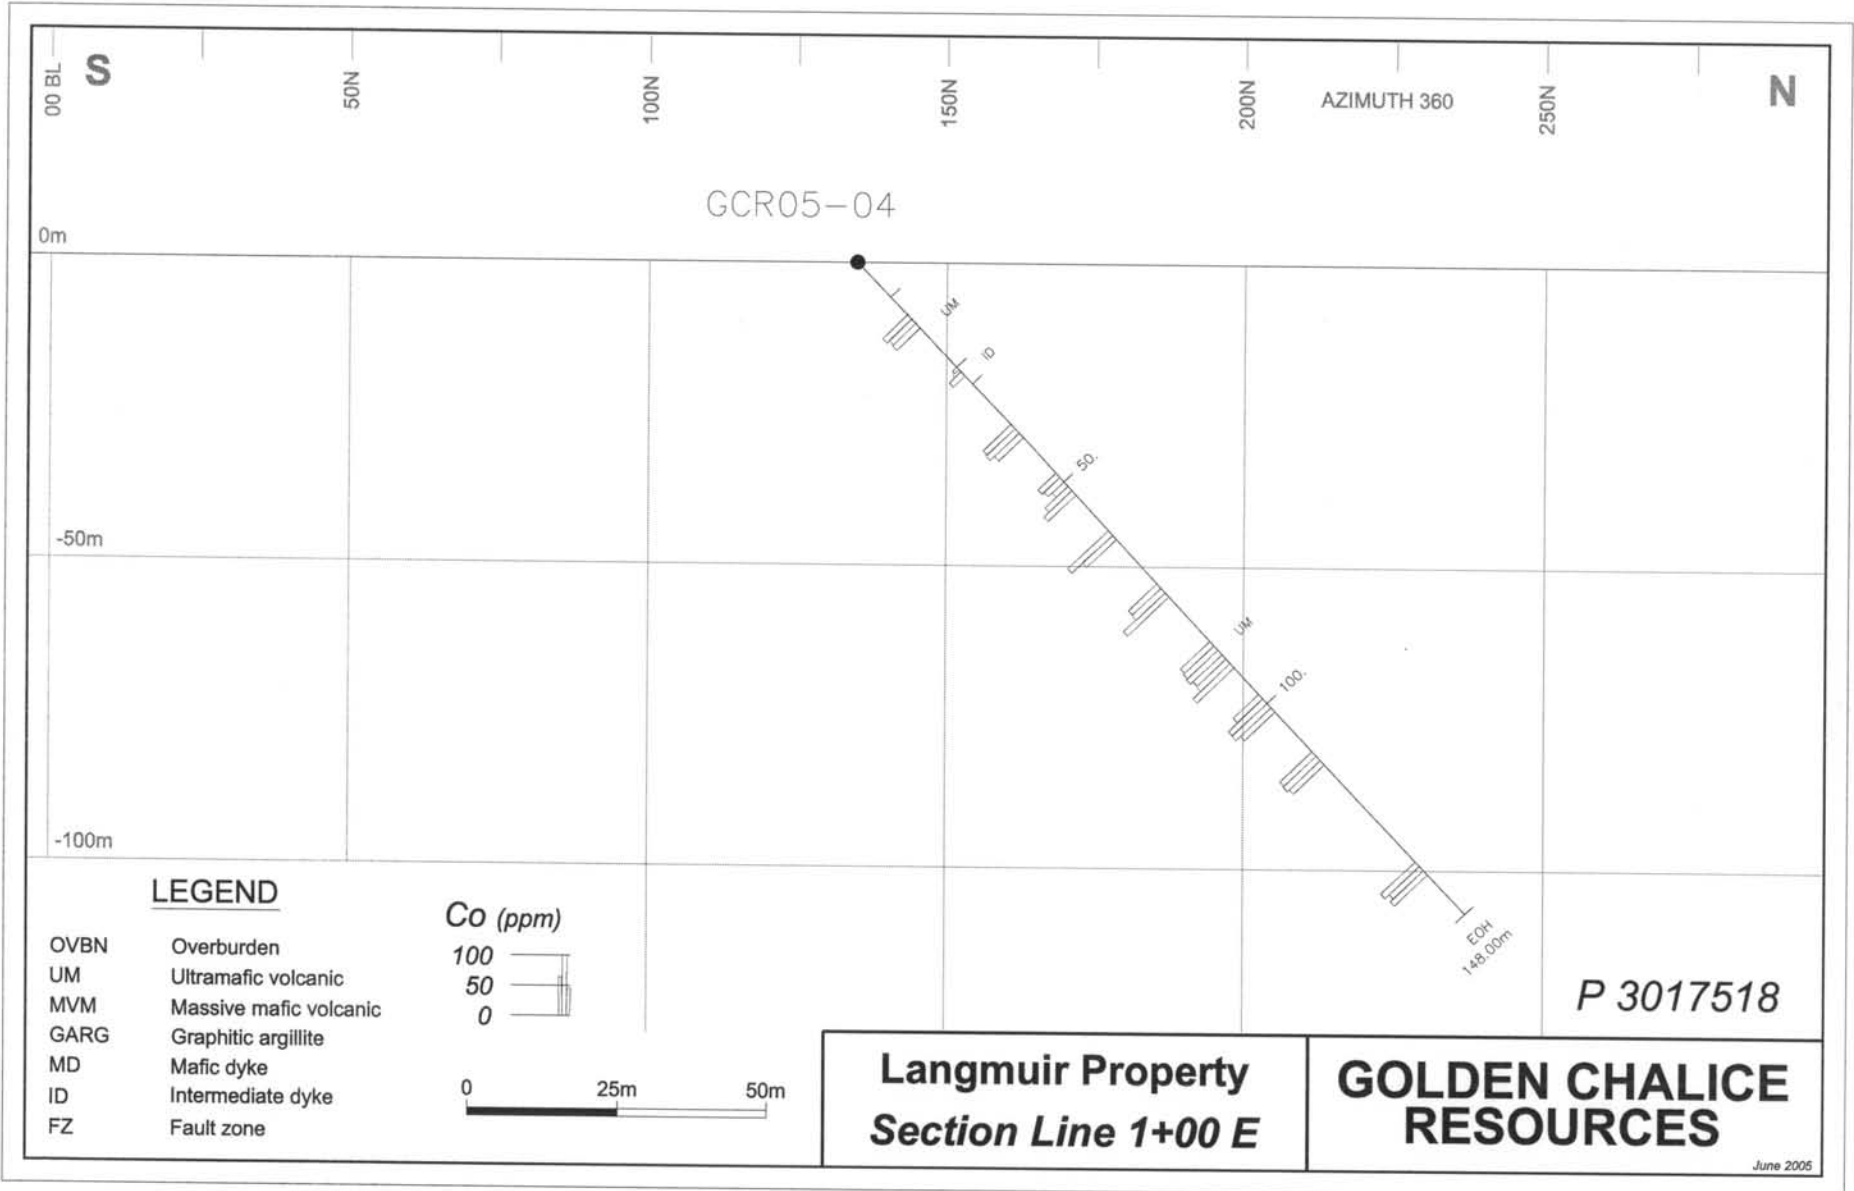 S
N
00 BL
50N
100N
150N
200N
AZIMUTH 360
250N
GCR05-04
0m
UM
ID
50.
-50m
UM
100.
-100m
EOH
148.00m
LEGEND
OVBN Overburden
UM Ultramafic volcanic
MVM Massive mafic volcanic
GARG Graphitic argillite
MD Mafic dyke
ID Intermediate dyke
FZ Fault zone
Co (ppm)
100
50
0
0 25m 50m
P 3017518
Langmuir Property
Section Line 1+00 E
GOLDEN CHALICE
RESOURCES
June 2005